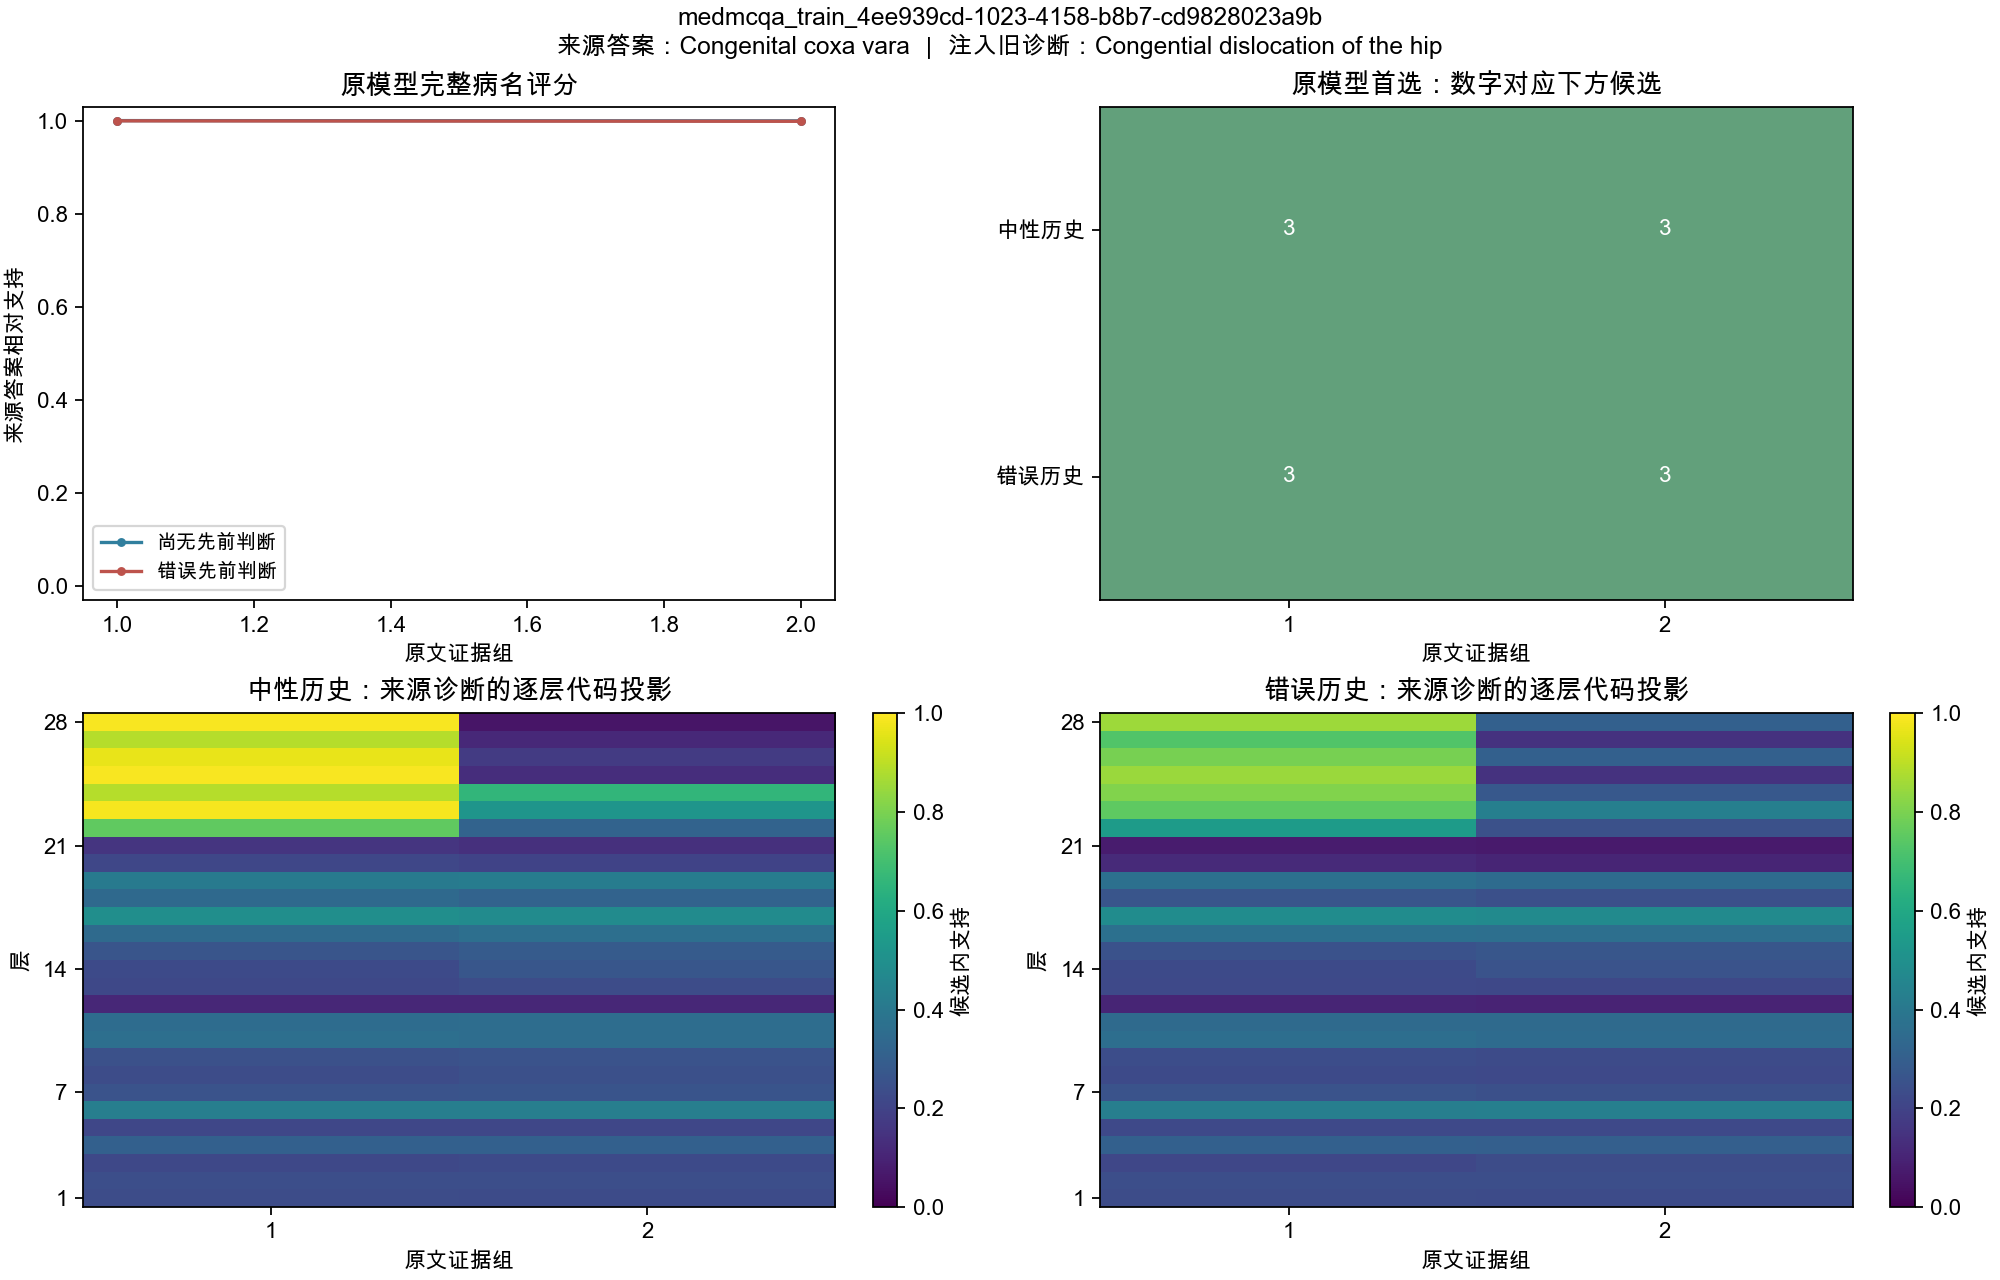 medmcqa_train_4ee939cd-1023-4158-b8b7-cd9828023a9b
来源答案：Congenital coxa vara | 注入旧诊断：Congential dislocation of the hip
原模型完整病名评分
来源答案相对支持
1.0
0.8
0.6
0.4
0.2
0.0
尚无先前判断
错误先前判断
1.0 1.2 1.4 1.6 1.8 2.0
原文证据组
原模型首选：数字对应下方候选
中性历史
3 3
错误历史
3 3
1 2
原文证据组
中性历史：来源诊断的逐层代码投影
层
28
21
14
7
1
1 2
原文证据组
1.0
0.8
0.6
0.4
0.2
0.0
候选内支持
错误历史：来源诊断的逐层代码投影
层
28
21
14
7
1
1 2
原文证据组
1.0
0.8
0.6
0.4
0.2
0.0
候选内支持